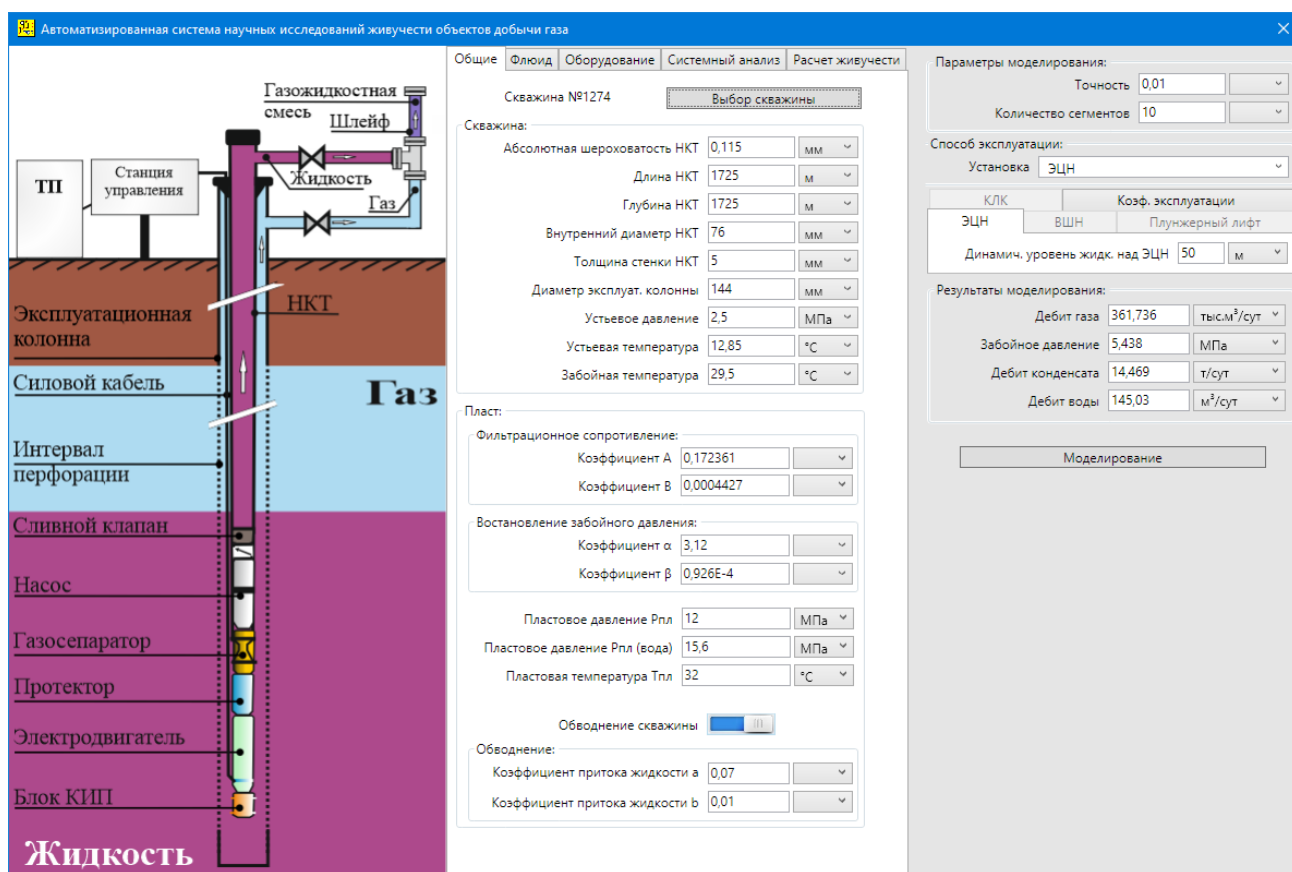 Автоматизированная система научных исследований живучести объектов добычи газа
Газожидкостная
смесь
Шлейф
ТП
Станция
управления
Жидкость
Газ
НКТ
Эксплуатационная
колонна
Силовой кабель
Газ
Интервал
перфорации
Сливной клапан
Насос
Газосепаратор
Протектор
Электродвигатель
Блок КИП
Жидкость
Общие Флюид Оборудование Системный анализ Расчет живучести
Скважина №1274 Выбор скважины
Скважина:
Абсолютная шероховатость НКТ 0,115 мм
Длина НКТ 1725 м
Глубина НКТ 1725 м
Внутренний диаметр НКТ 76 мм
Толщина стенки НКТ 5 мм
Диаметр эксплуат. колонны 144 мм
Устьевое давление 2,5 МПа
Устьевая температура 12,85 °C
Забойная температура 29,5 °C
Пласт:
Фильтрационное сопротивление:
Коэффициент A 0,172361
Коэффициент B 0,0004427
Востановление забойного давления:
Коэффициент α 3,12
Коэффициент β 0,926E-4
Пластовое давление Рпл 12 МПа
Пластовое давление Рпл (вода) 15,6 МПа
Пластовая температура Тпл 32 °C
Обводнение скважины
Обводнение:
Коэффициент притока жидкости a 0,07
Коэффициент притока жидкости b 0,01
Параметры моделирования:
Точность 0,01
Количество сегментов 10
Способ эксплуатации:
Установка ЭЦН
КЛК Коэф. эксплуатации
ЭЦН ВШН Плунжерный лифт
Динамич. уровень жидк. над ЭЦН 50 м
Результаты моделирования:
Дебит газа 361,736 тыс.м³/сут
Забойное давление 5,438 МПа
Дебит конденсата 14,469 т/сут
Дебит воды 145,03 м³/сут
Моделирование